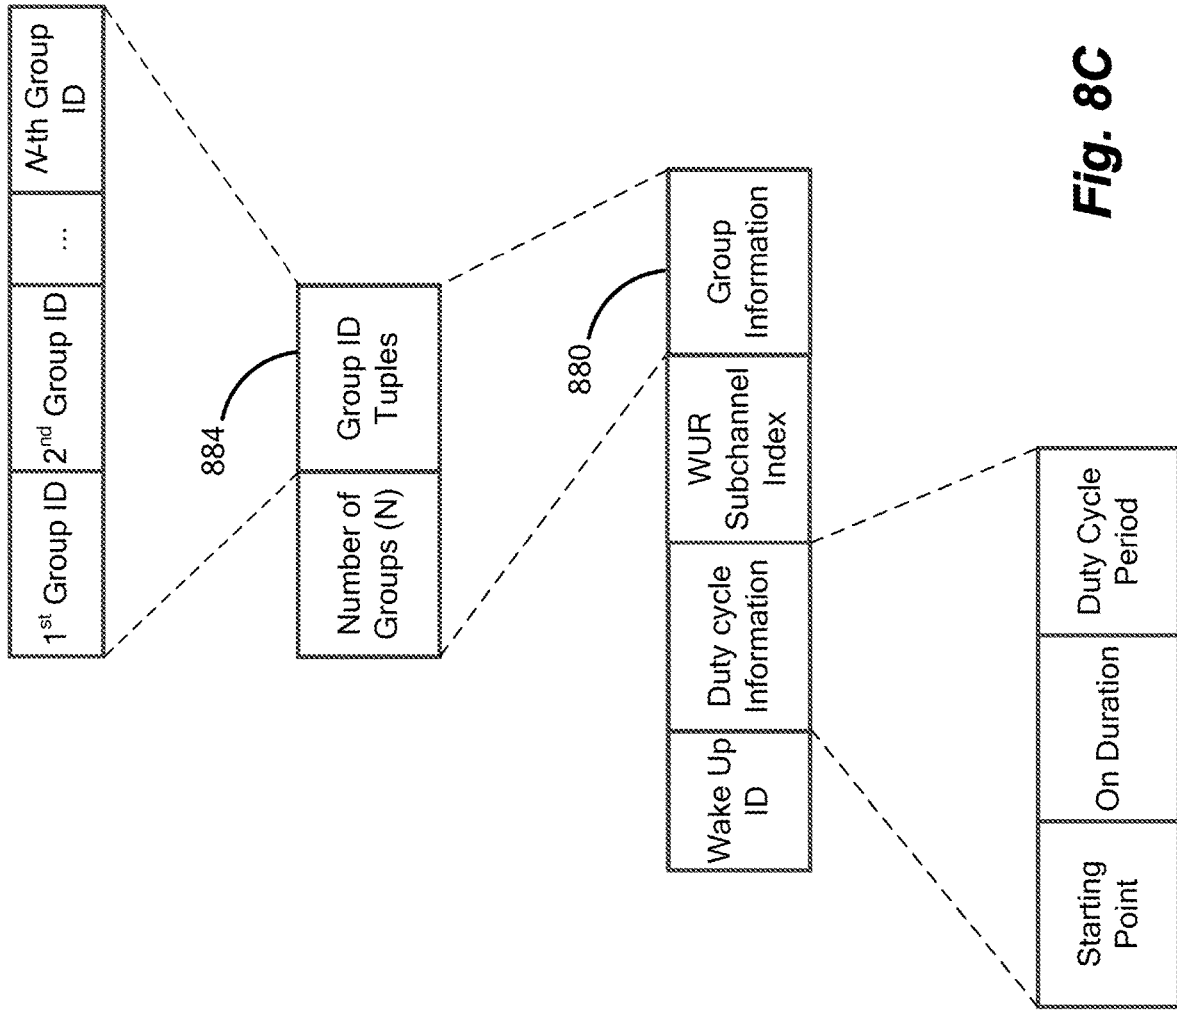 1st Group ID
2nd Group ID
...
N-th Group
ID
884
Number of
Groups (N)
Group ID
Tuples
880
Wake Up
ID
Duty cycle
Information
WUR
Subchannel
Index
Group
Information
Starting
Point
On Duration
Duty Cycle
Period
Fig. 8C